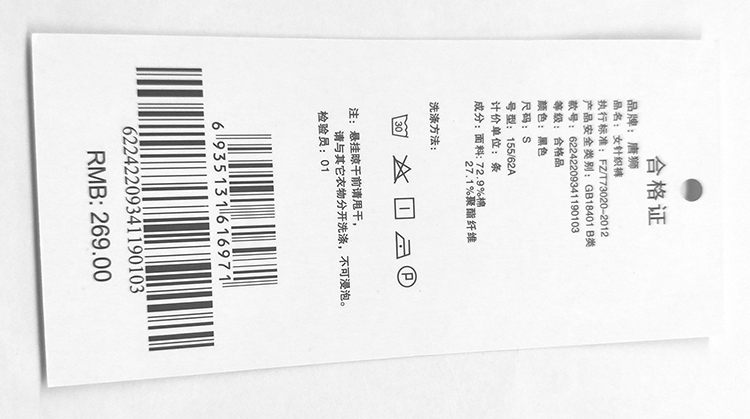 合格证
品牌：唐狮
品名：女针织裤
执行标准：FZ/T73020-2012
产品安全类别：GB18401 B类
款号：62242209341190103
等级：合格品
颜色：黑色
尺码：S
号型：155/62A
计价单位：条
成分：面料:72.9%棉
27.1%聚酯纤维
洗涤方法：
30
P
注：悬挂晾干前请甩干，
请与其它衣物分开洗涤，不可浸泡。
检验员：01
6935131616971
62242209341190103
RMB: 269.00